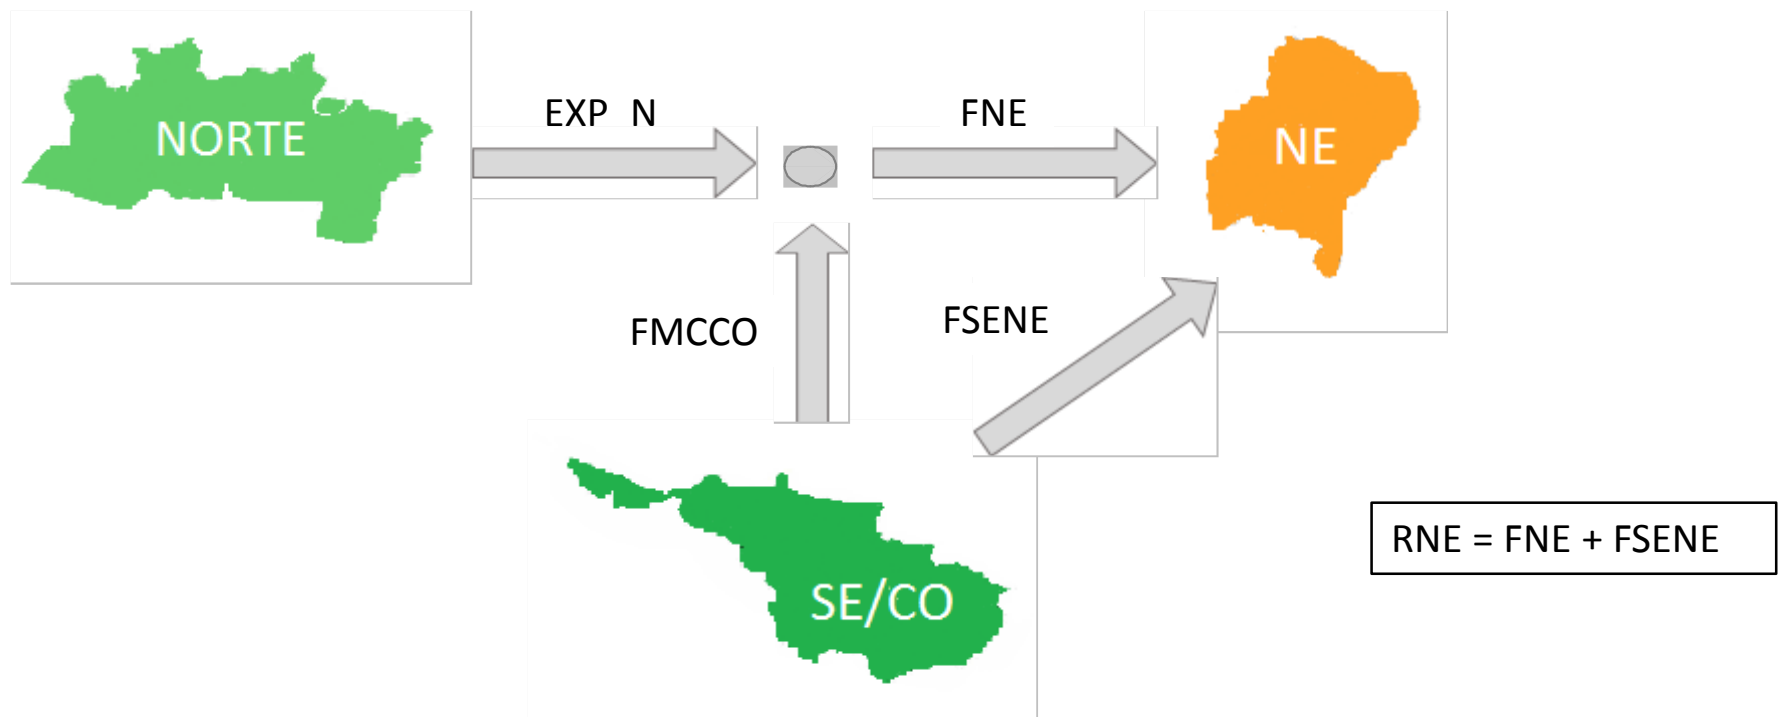 NORTE
EXP N
FNE
NE
FMCCO
FSENE
SE/CO
RNE = FNE + FSENE